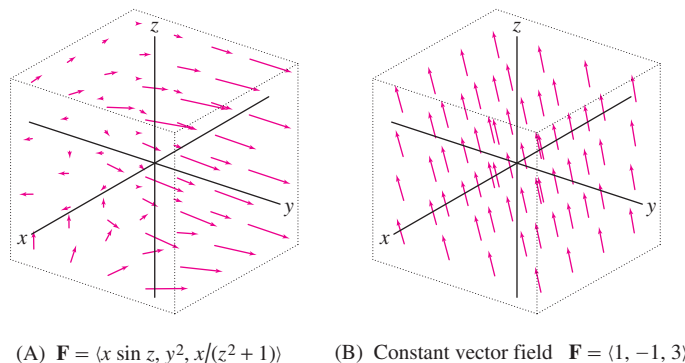 z
z
y
y
x
x
(A) F = ⟨x sin z, y², x/(z² + 1)⟩
(B) Constant vector field F = ⟨1, −1, 3⟩